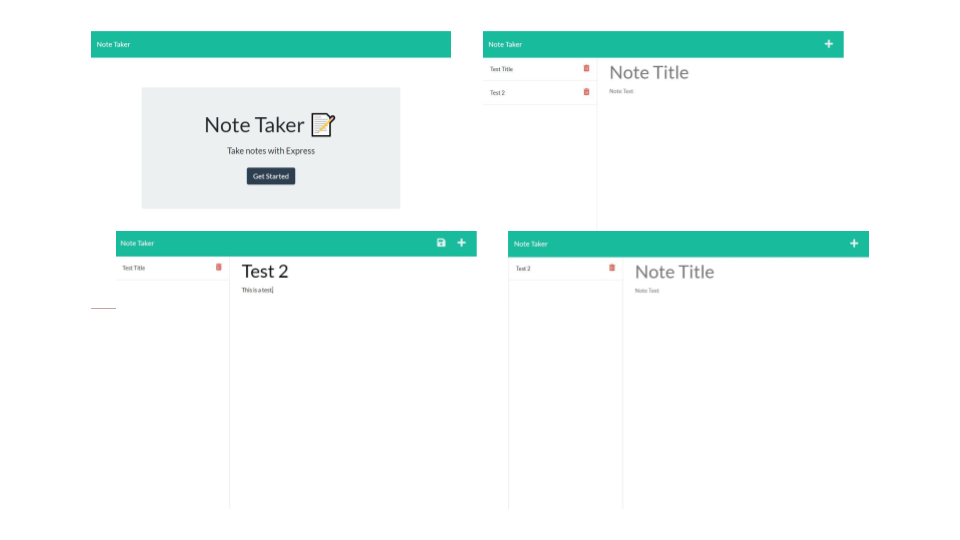 Note Taker
Note Taker
Take notes with Express
Get Started
Note Taker
Test Title
Test 2
Note Title
Note Text
Note Taker
Test Title
Test 2
This is a test
Note Taker
Test 2
Note Title
Note Text